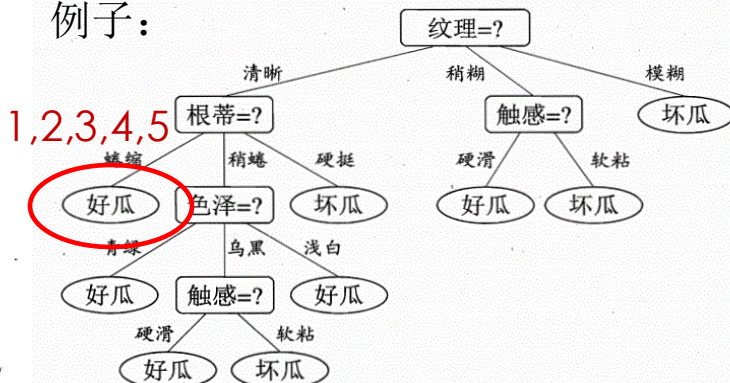 例子：
纹理=?
清晰 稍糊 模糊
根蒂=? 触感=? 坏瓜
1,2,3,4,5
蜷缩 稍蜷 硬挺 硬滑 软粘
好瓜 色泽=? 坏瓜 好瓜 坏瓜
青绿 乌黑 浅白
好瓜 触感=? 好瓜
硬滑 软粘
好瓜 坏瓜